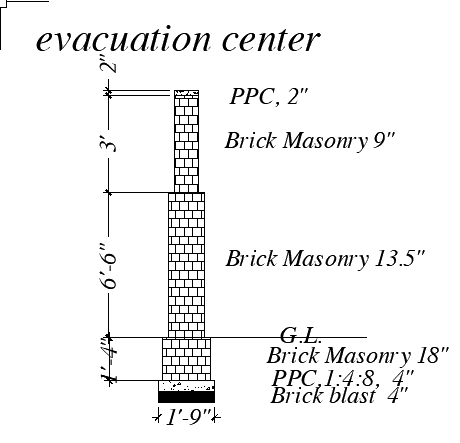 evacuation center
2"
PPC, 2"
3'
Brick Masonry 9"
6'-6"
Brick Masonry 13.5"
G.L.
1'-4"
Brick Masonry 18"
PPC,1:4:8, 4"
Brick blast 4"
1'-9"